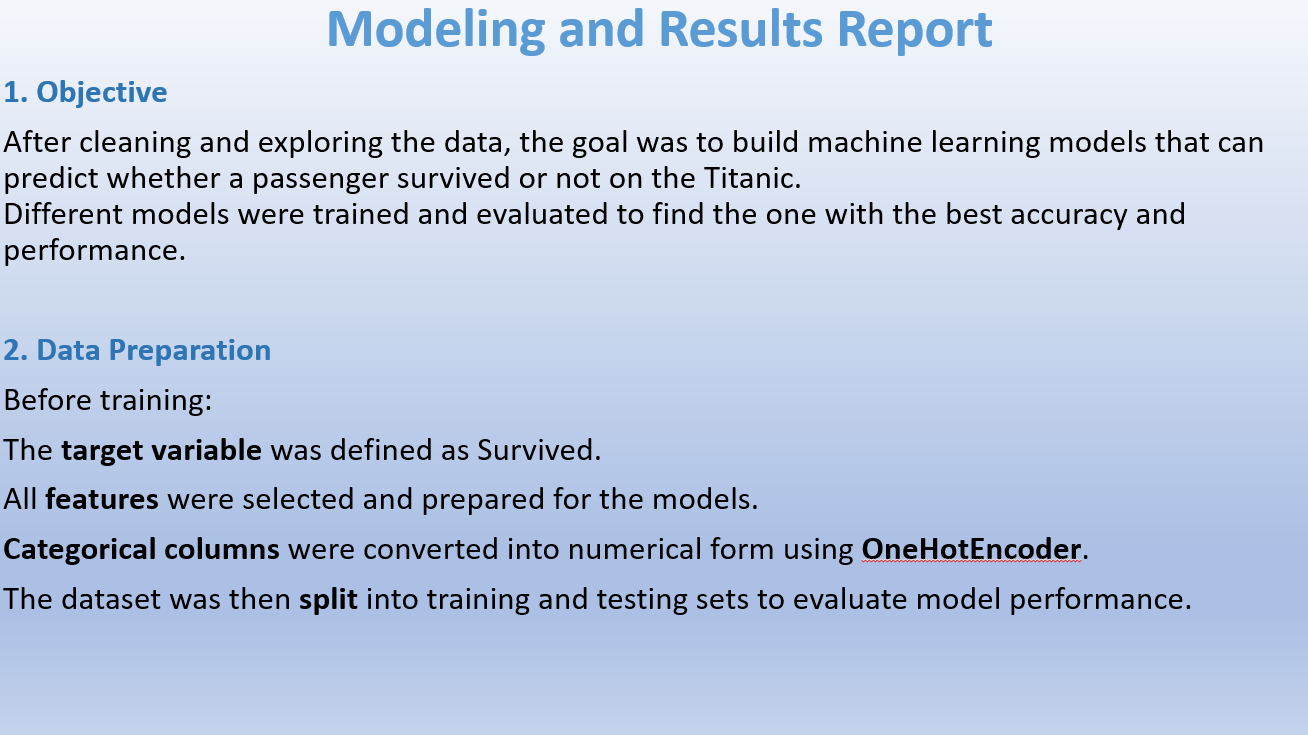 Modeling and Results Report
1. Objective
After cleaning and exploring the data, the goal was to build machine learning models that can
predict whether a passenger survived or not on the Titanic.
Different models were trained and evaluated to find the one with the best accuracy and
performance.
2. Data Preparation
Before training:
The target variable was defined as Survived.
All features were selected and prepared for the models.
Categorical columns were converted into numerical form using OneHotEncoder.
The dataset was then split into training and testing sets to evaluate model performance.